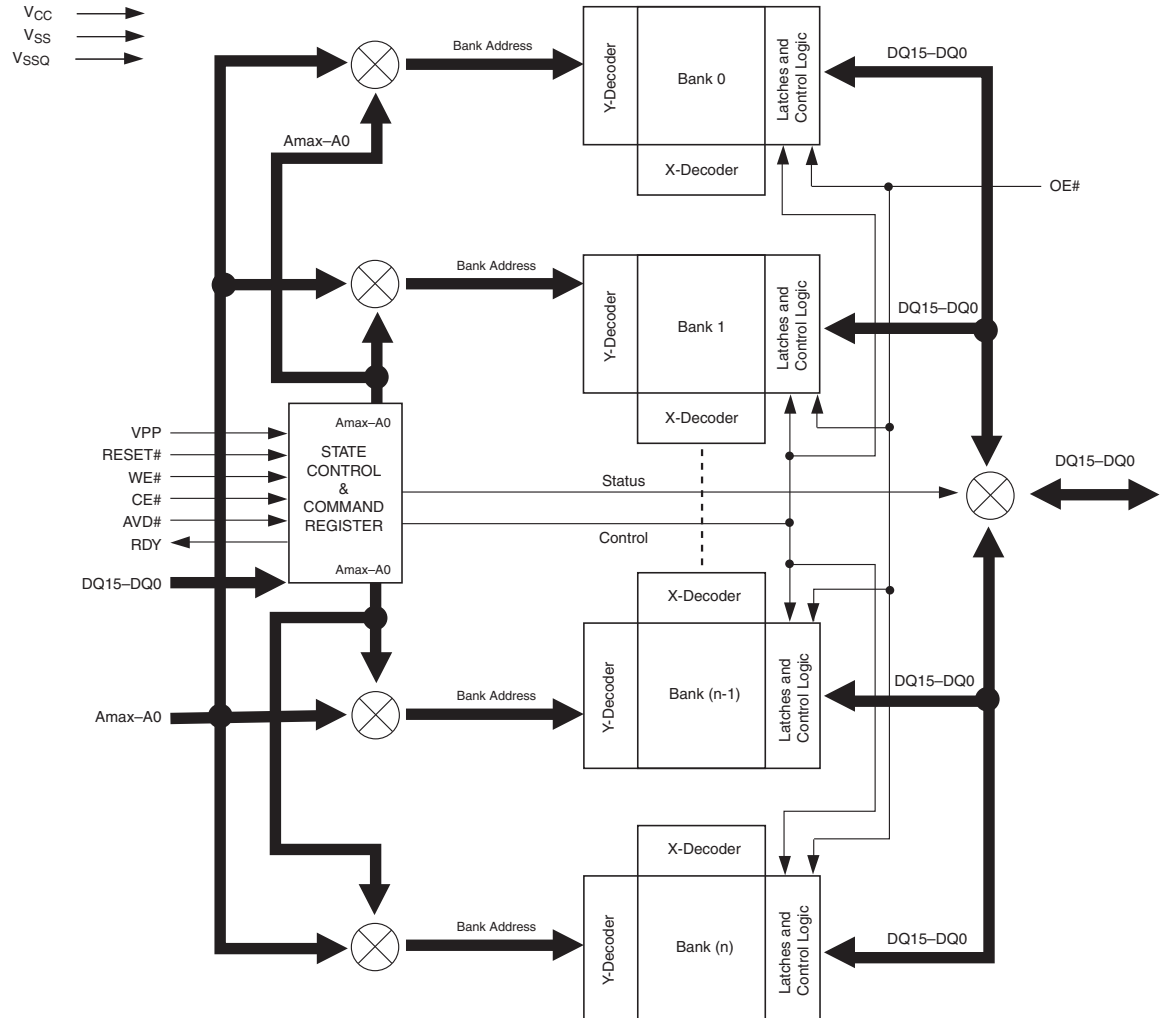 VCC
VSS
VSSQ
Bank Address
Y-Decoder
Bank 0
Latches and
Control Logic
DQ15–DQ0
Amax–A0
X-Decoder
OE#
Bank Address
Y-Decoder
Bank 1
Latches and
Control Logic
DQ15–DQ0
X-Decoder
Amax–A0
STATE
CONTROL
&
COMMAND
REGISTER
Amax–A0
VPP
RESET#
WE#
CE#
AVD#
RDY
DQ15–DQ0
Status
Control
DQ15–DQ0
X-Decoder
Amax–A0
Bank Address
Y-Decoder
Bank (n-1)
Latches and
Control Logic
DQ15–DQ0
X-Decoder
Bank Address
Y-Decoder
Bank (n)
Latches and
Control Logic
DQ15–DQ0